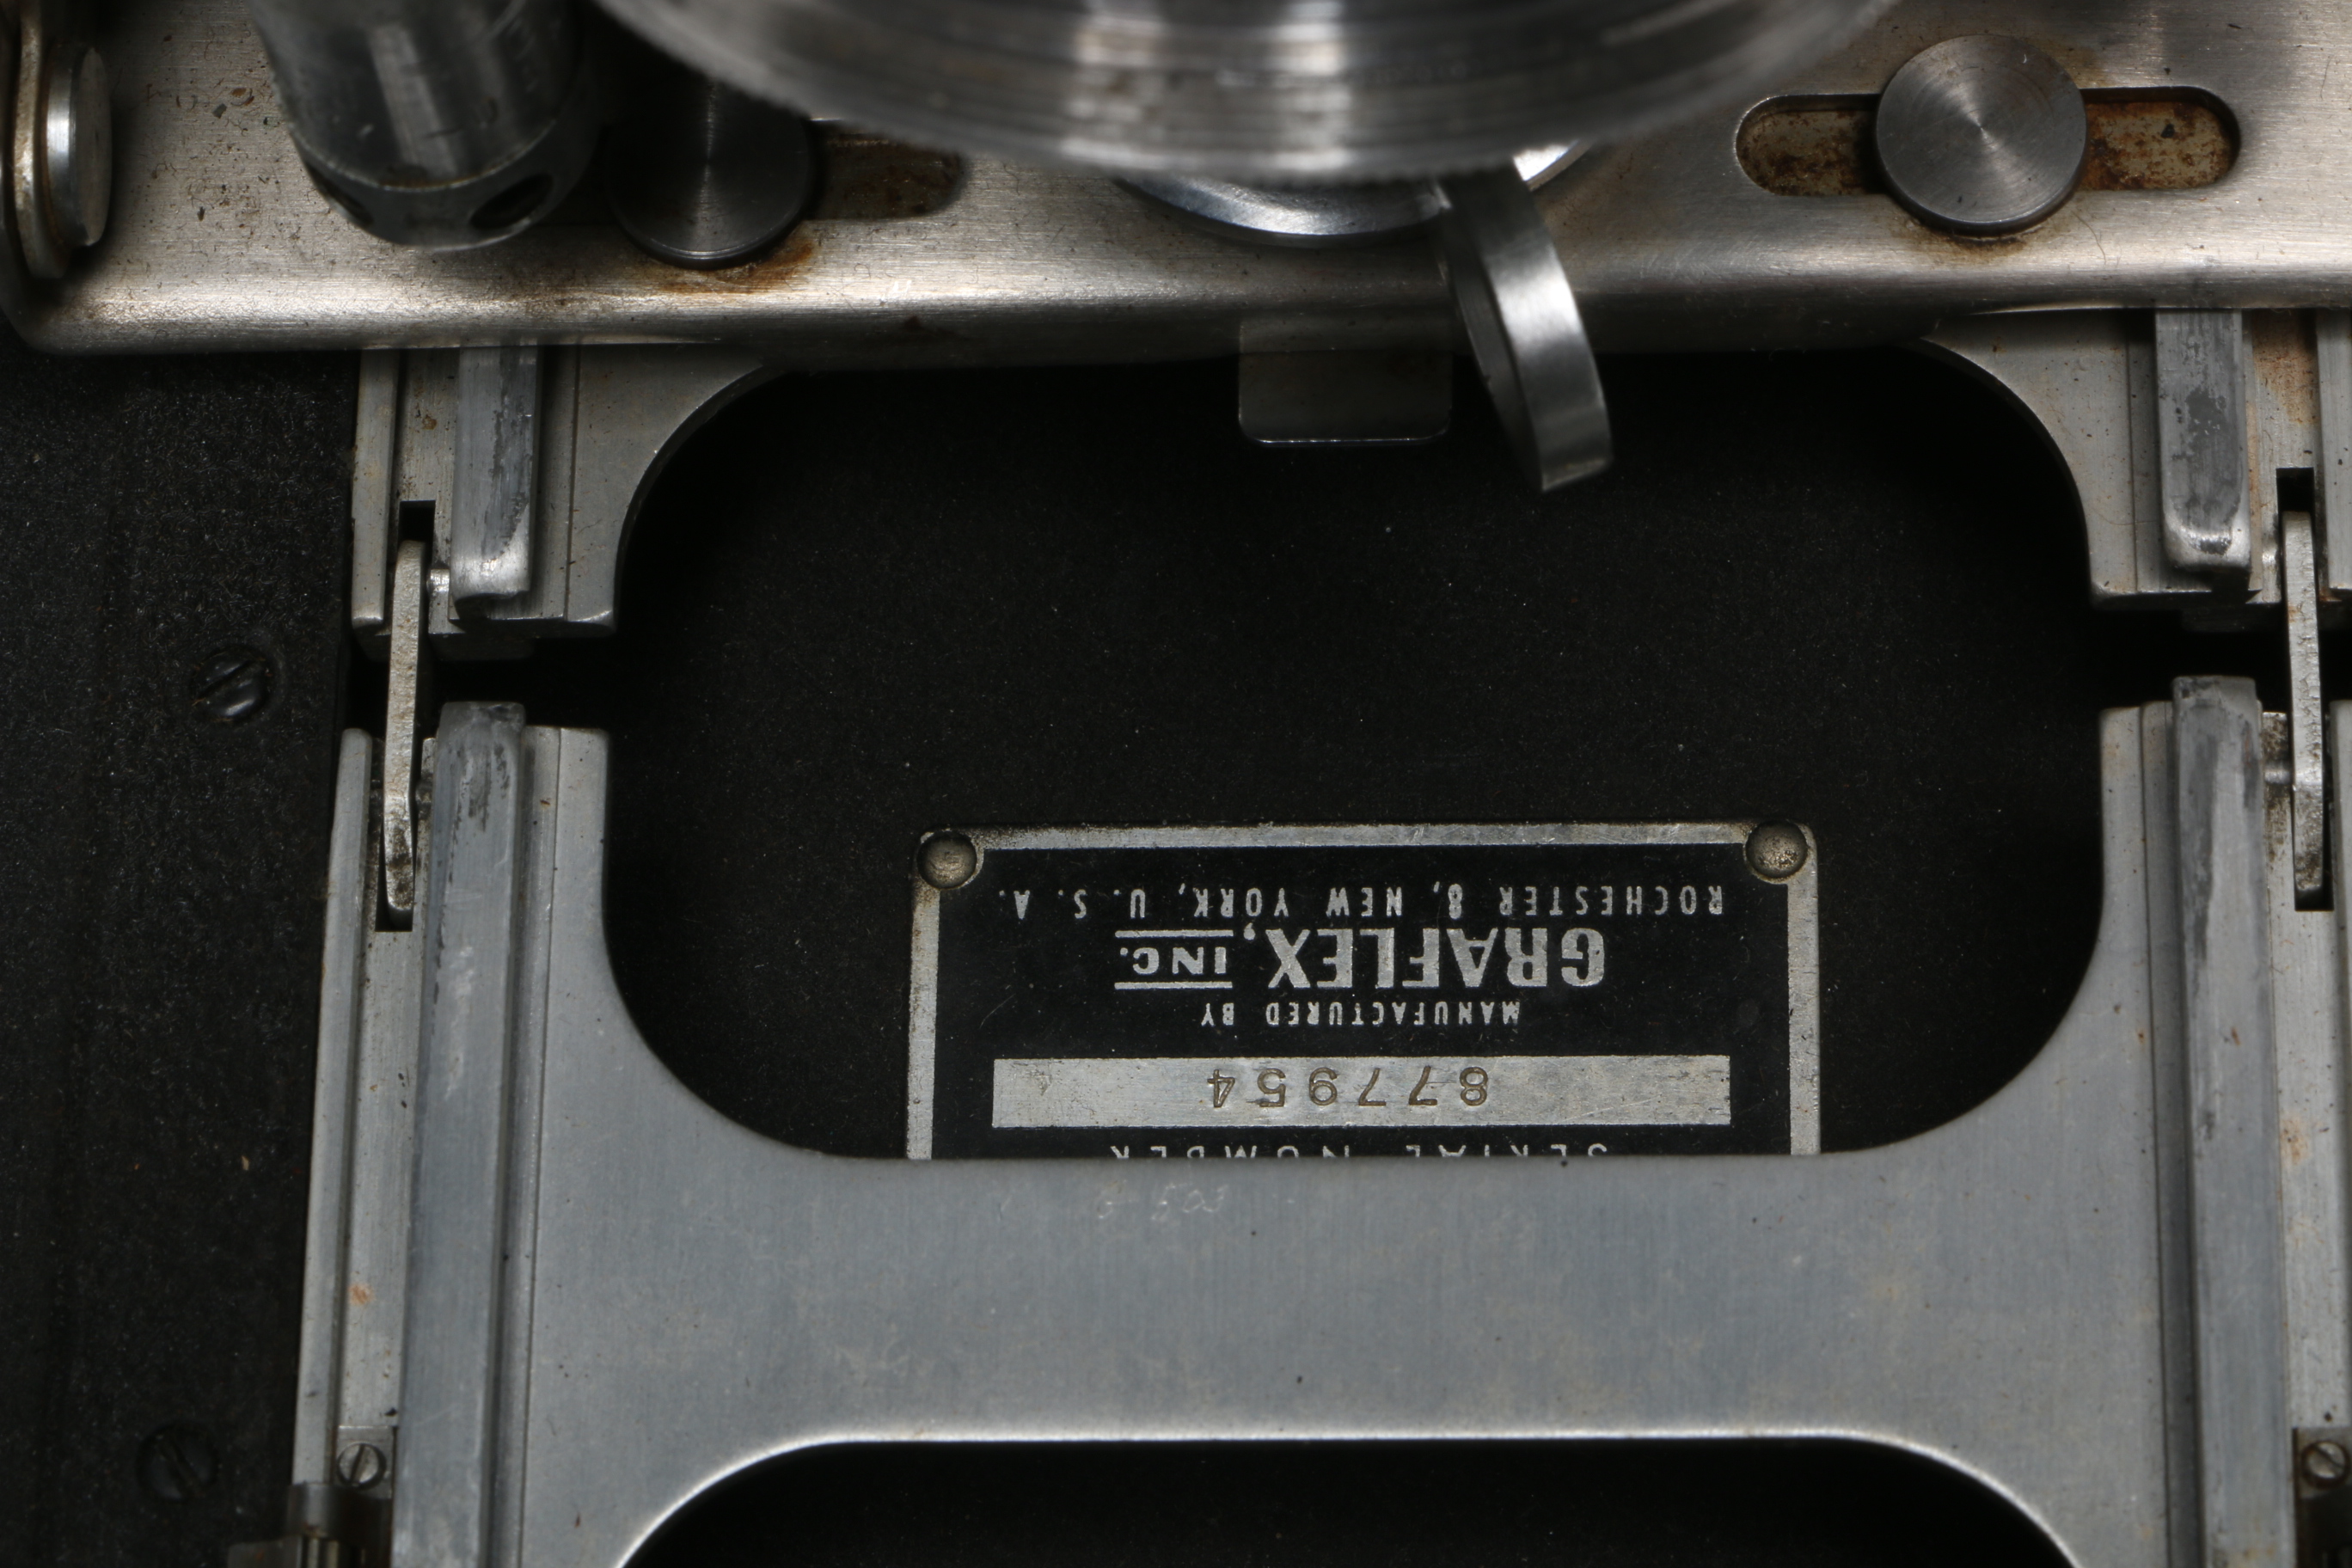 SERIAL NUMBER
877954
MANUFACTURED BY
GRAFLEX, INC.
ROCHESTER 8, NEW YORK, U. S. A.